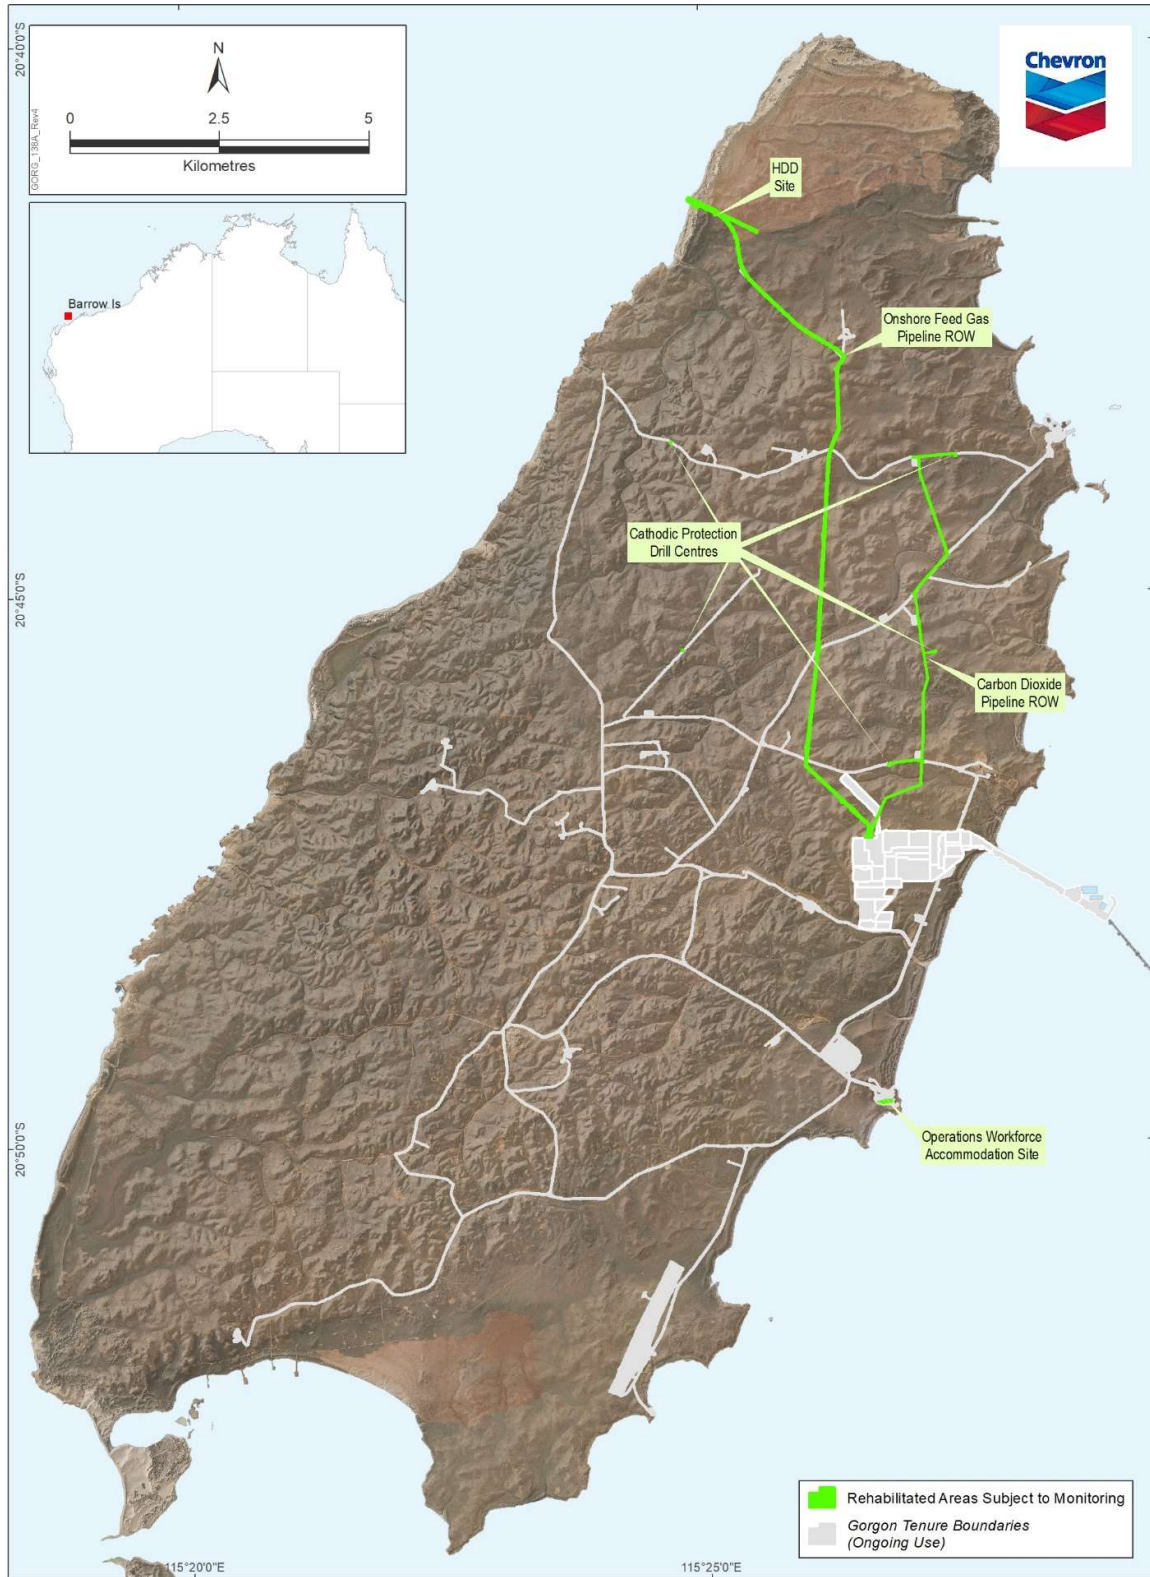 20°40'0"S
N
0 2.5 5
Kilometres
GORG_138A_Rev4
Chevron
Barrow Is
HDD
Site
Onshore Feed Gas
Pipeline ROW
Cathodic Protection
Drill Centres
20°45'0"S
Carbon Dioxide
Pipeline ROW
Operations Workforce
Accommodation Site
20°50'0"S
Rehabilitated Areas Subject to Monitoring
Gorgon Tenure Boundaries
(Ongoing Use)
115°20'0"E
115°25'0"E